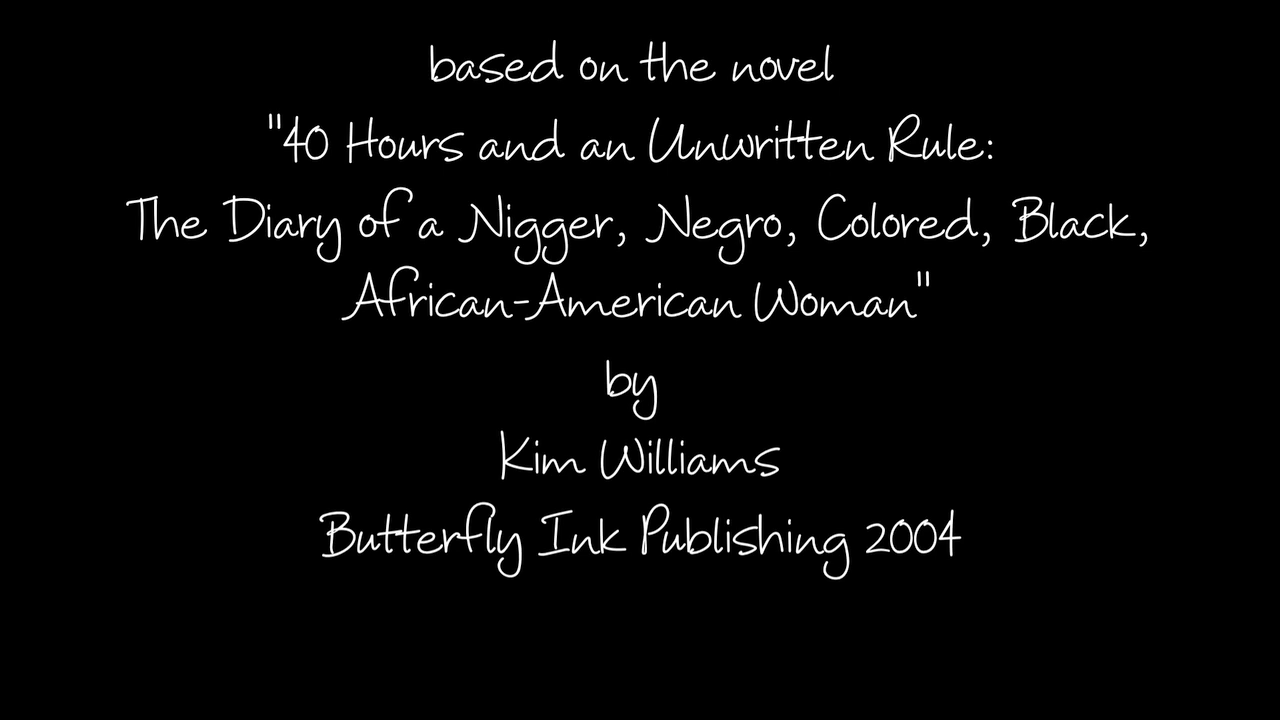 based on the novel
"40 Hours and an Unwritten Rule:
The Diary of a Nigger, Negro, Colored, Black,
African-American Woman"
by
Kim Williams
Butterfly Ink Publishing 2004